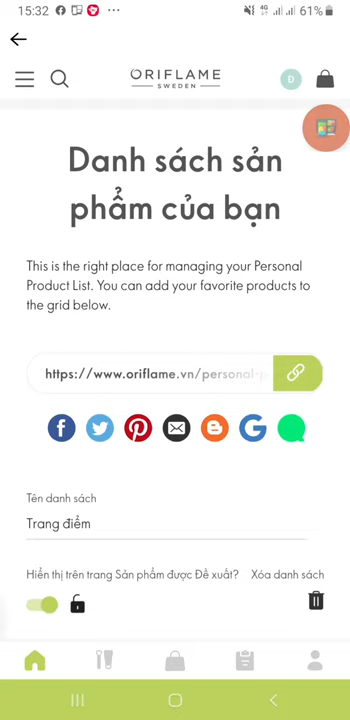 15:32
4G
61%
ORIFLAME
SWEDEN
D
Danh sách sản
phẩm của bạn
This is the right place for managing your Personal
Product List. You can add your favorite products to
the grid below.
https://www.oriflame.vn/personal-p
Tên danh sách
Trang điểm
Hiển thị trên trang Sản phẩm được Đề xuất?
Xóa danh sách